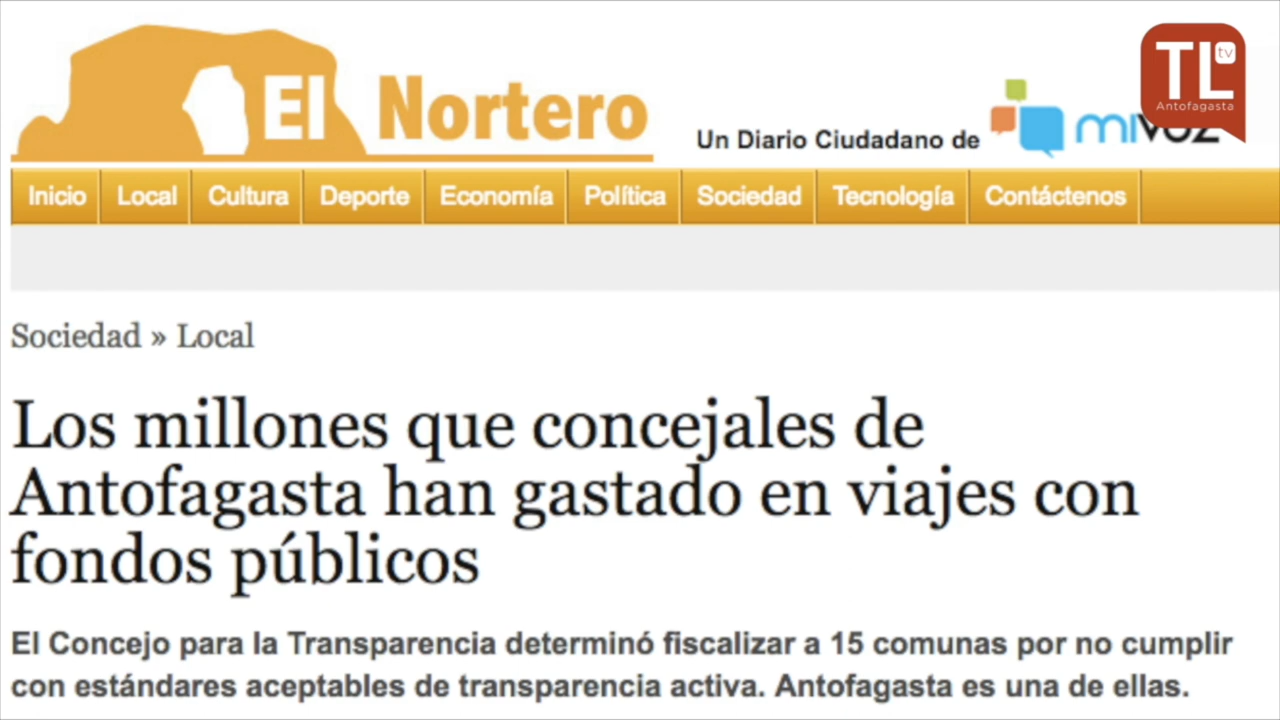 El Nortero
Un Diario Ciudadano de mivoz
TL tv
Antofagasta
Inicio Local Cultura Deporte Economía Política Sociedad Tecnología Contáctenos
Sociedad » Local
Los millones que concejales de
Antofagasta han gastado en viajes con
fondos públicos
El Concejo para la Transparencia determinó fiscalizar a 15 comunas por no cumplir
con estándares aceptables de transparencia activa. Antofagasta es una de ellas.